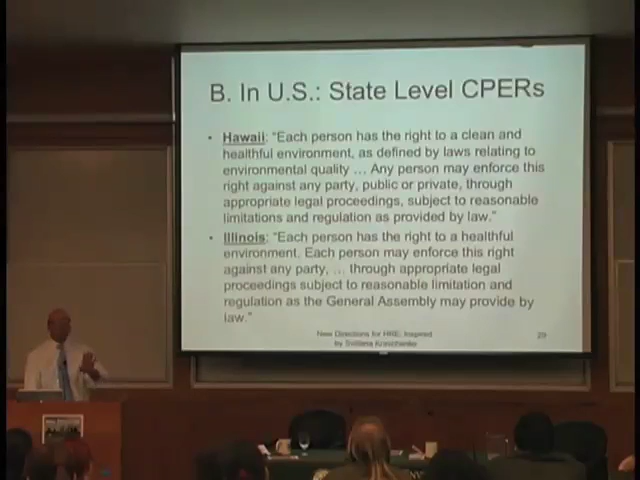 B. In U.S.: State Level CPERs
• Hawaii: “Each person has the right to a clean and
healthful environment, as defined by laws relating to
environmental quality … Any person may enforce this
right against any party, public or private, through
appropriate legal proceedings, subject to reasonable
limitations and regulation as provided by law.”
• Illinois: “Each person has the right to a healthful
environment. Each person may enforce this right
against any party, … through appropriate legal
proceedings subject to reasonable limitation and
regulation as the General Assembly may provide by
law.”
New Directions for HRE: Inspired
by Svitlana Kravchenko